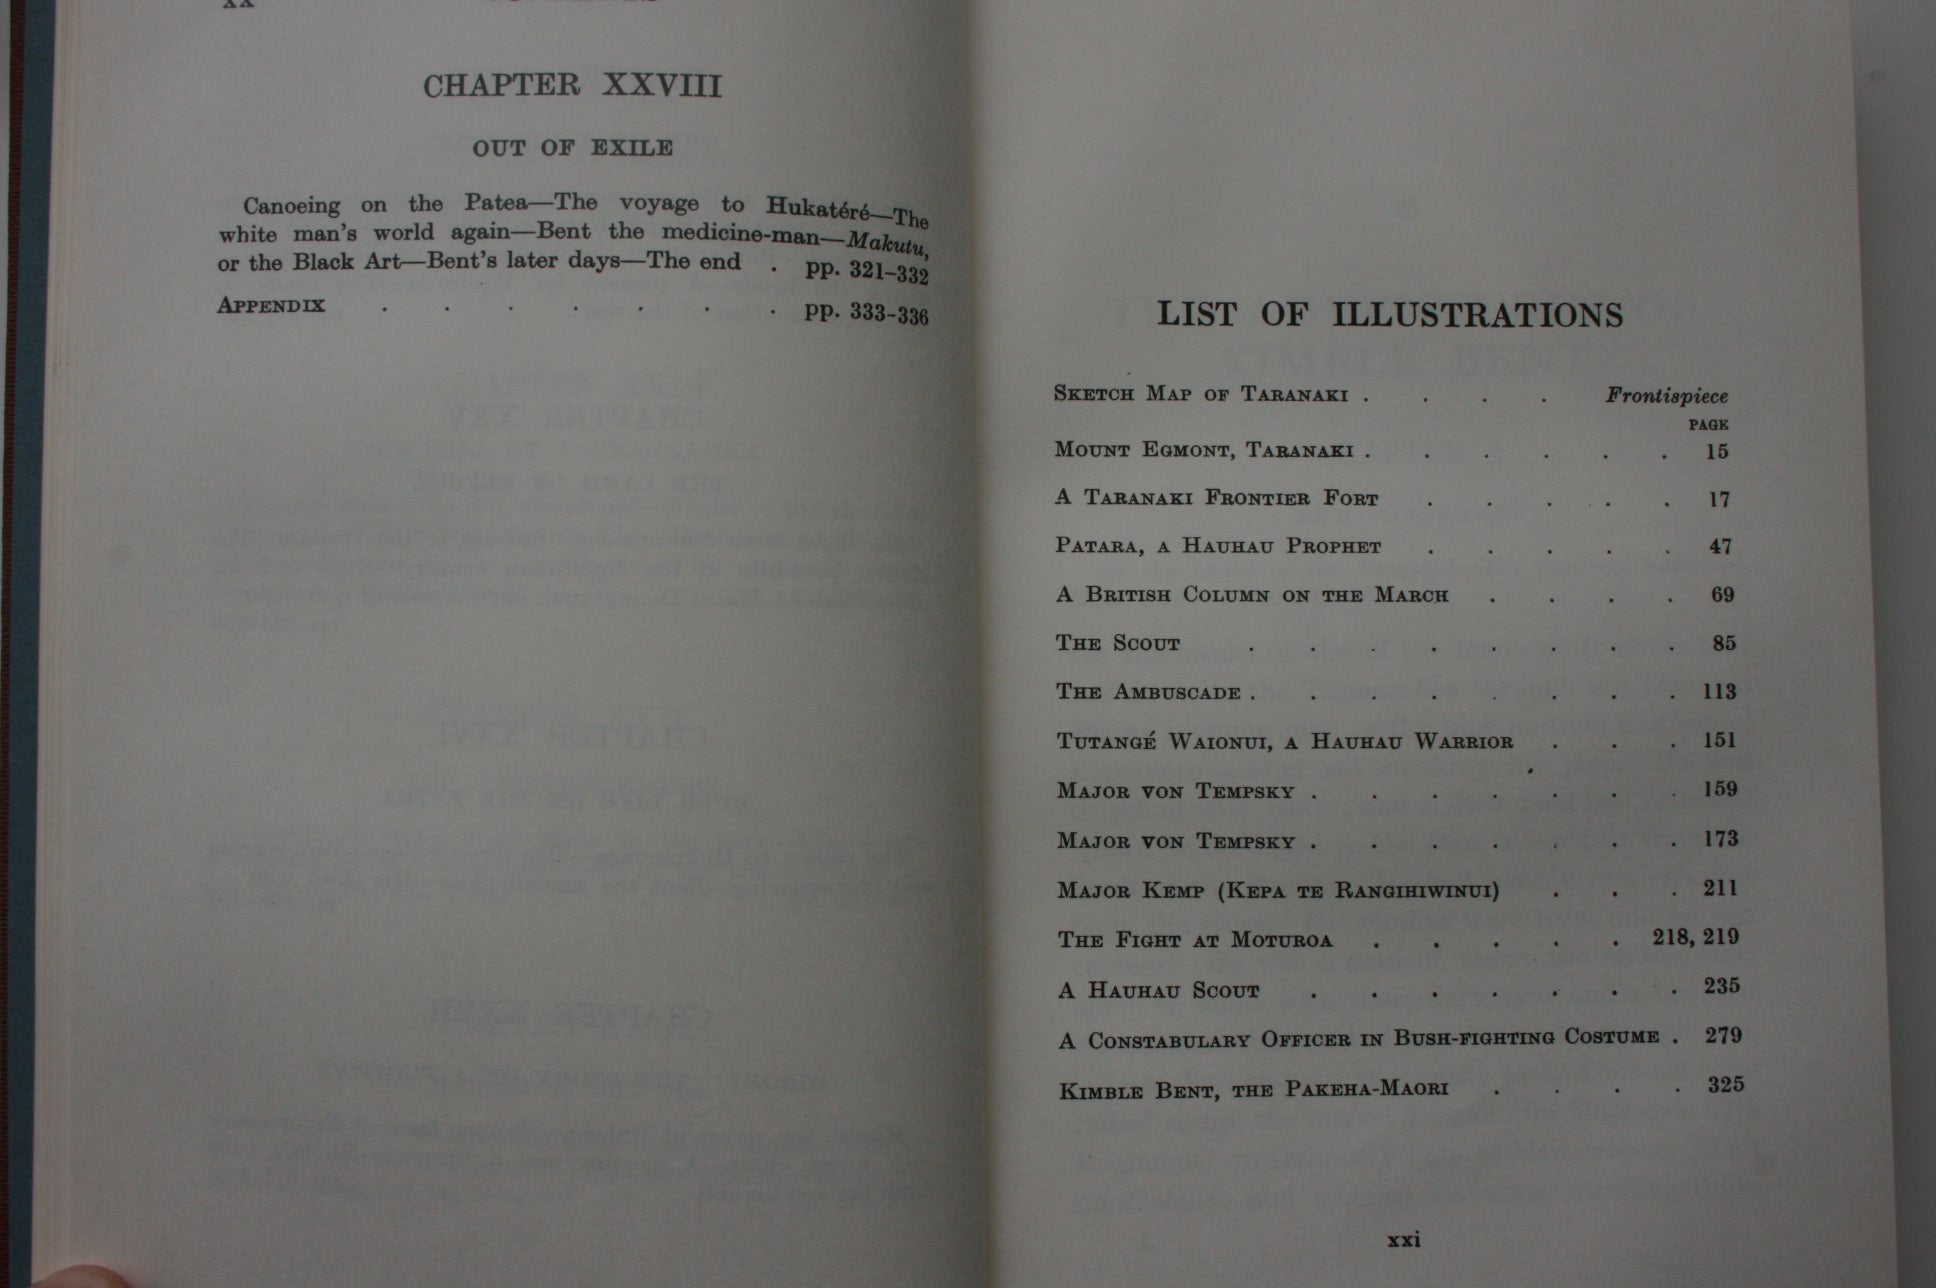 xx
CHAPTER XXVIII
OUT OF EXILE
Canoeing on the Patea—The voyage to Hukatéré—The
white man's world again—Bent the medicine-man—Makutu,
or the Black Art—Bent's later days—The end . pp. 321–332
APPENDIX . . . . . . . pp. 333-336
LIST OF ILLUSTRATIONS
SKETCH MAP OF TARANAKI . . . . Frontispiece
PAGE
MOUNT EGMONT, TARANAKI . . . . . . 15
A TARANAKI FRONTIER FORT . . . . . 17
PATARA, A HAUHAU PROPHET . . . . . 47
A BRITISH COLUMN ON THE MARCH . . . . 69
THE SCOUT . . . . . . . . 85
THE AMBUSCADE . . . . . . . . 113
TUTANGÉ WAIONUI, A HAUHAU WARRIOR . . . 151
MAJOR VON TEMPSKY . . . . . . . 159
MAJOR VON TEMPSKY . . . . . . . 173
MAJOR KEMP (KEPA TE RANGIHIWINUI) . . . 211
THE FIGHT AT MOTUROA . . . . . 218, 219
A HAUHAU SCOUT . . . . . . . 235
A CONSTABULARY OFFICER IN BUSH-FIGHTING COSTUME . 279
KIMBLE BENT, THE PAKEHA-MAORI . . . . 325
xxi